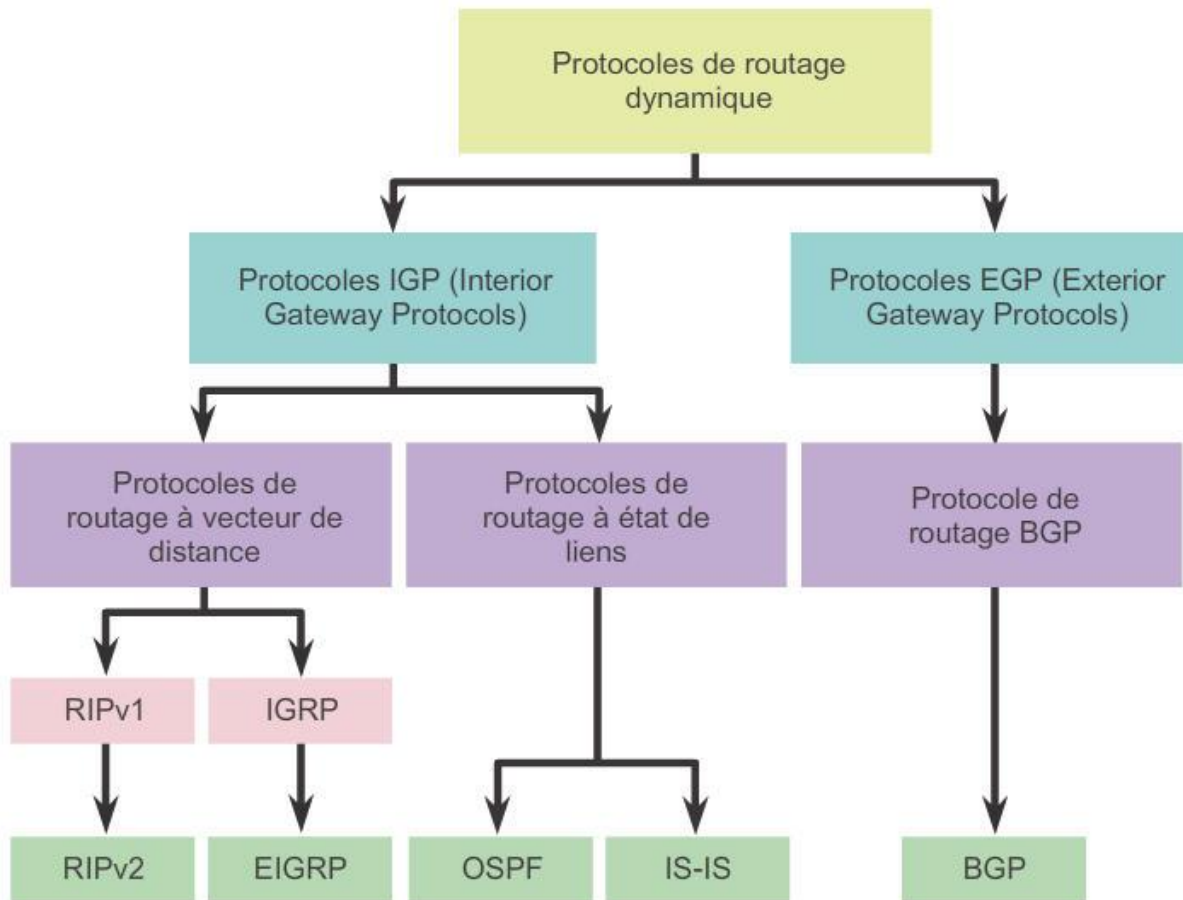 Protocoles de routage
dynamique
Protocoles IGP (Interior
Gateway Protocols)
Protocoles EGP (Exterior
Gateway Protocols)
Protocoles de
routage à vecteur de
distance
Protocoles de
routage à état de
liens
Protocole de
routage BGP
RIPv1
IGRP
RIPv2
EIGRP
OSPF
IS-IS
BGP